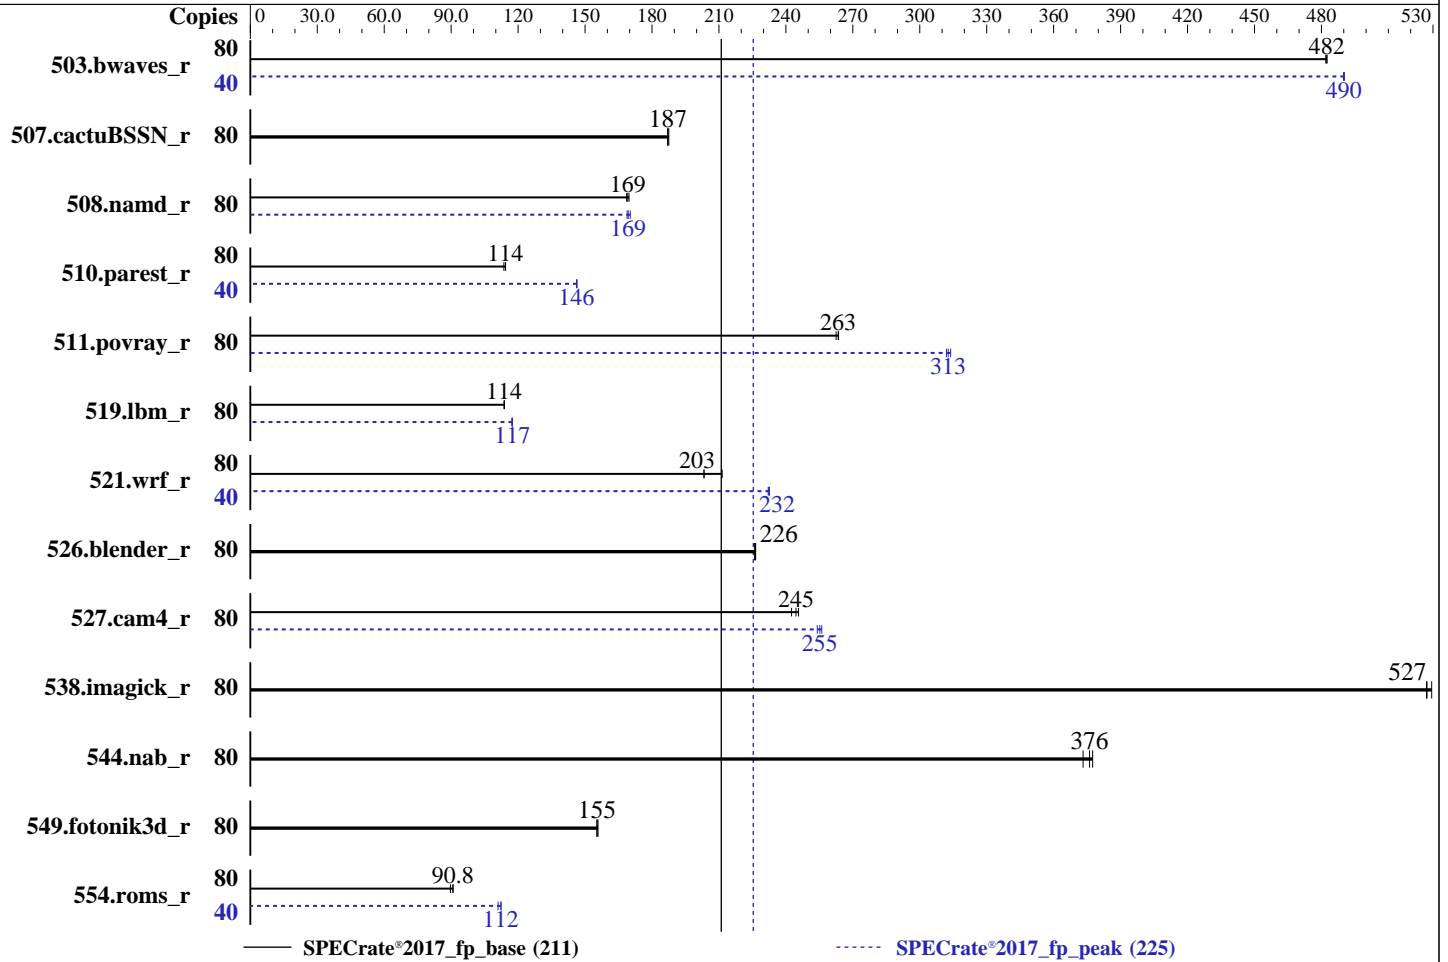 Copies 0 30.0 60.0 90.0 120 150 180 210 240 270 300 330 360 390 420 450 480 530
503.bwaves_r 80 482
40 490
507.cactuBSSN_r 80 187
508.namd_r 80 169
169
510.parest_r 80 114
40 146
511.povray_r 80 263
313
519.lbm_r 80 114
117
521.wrf_r 80 203
40 232
526.blender_r 80 226
527.cam4_r 80 245
255
538.imagick_r 80 527
544.nab_r 80 376
549.fotonik3d_r 80 155
554.roms_r 80 90.8
40 112
SPECrate®2017_fp_base (211) SPECrate®2017_fp_peak (225)